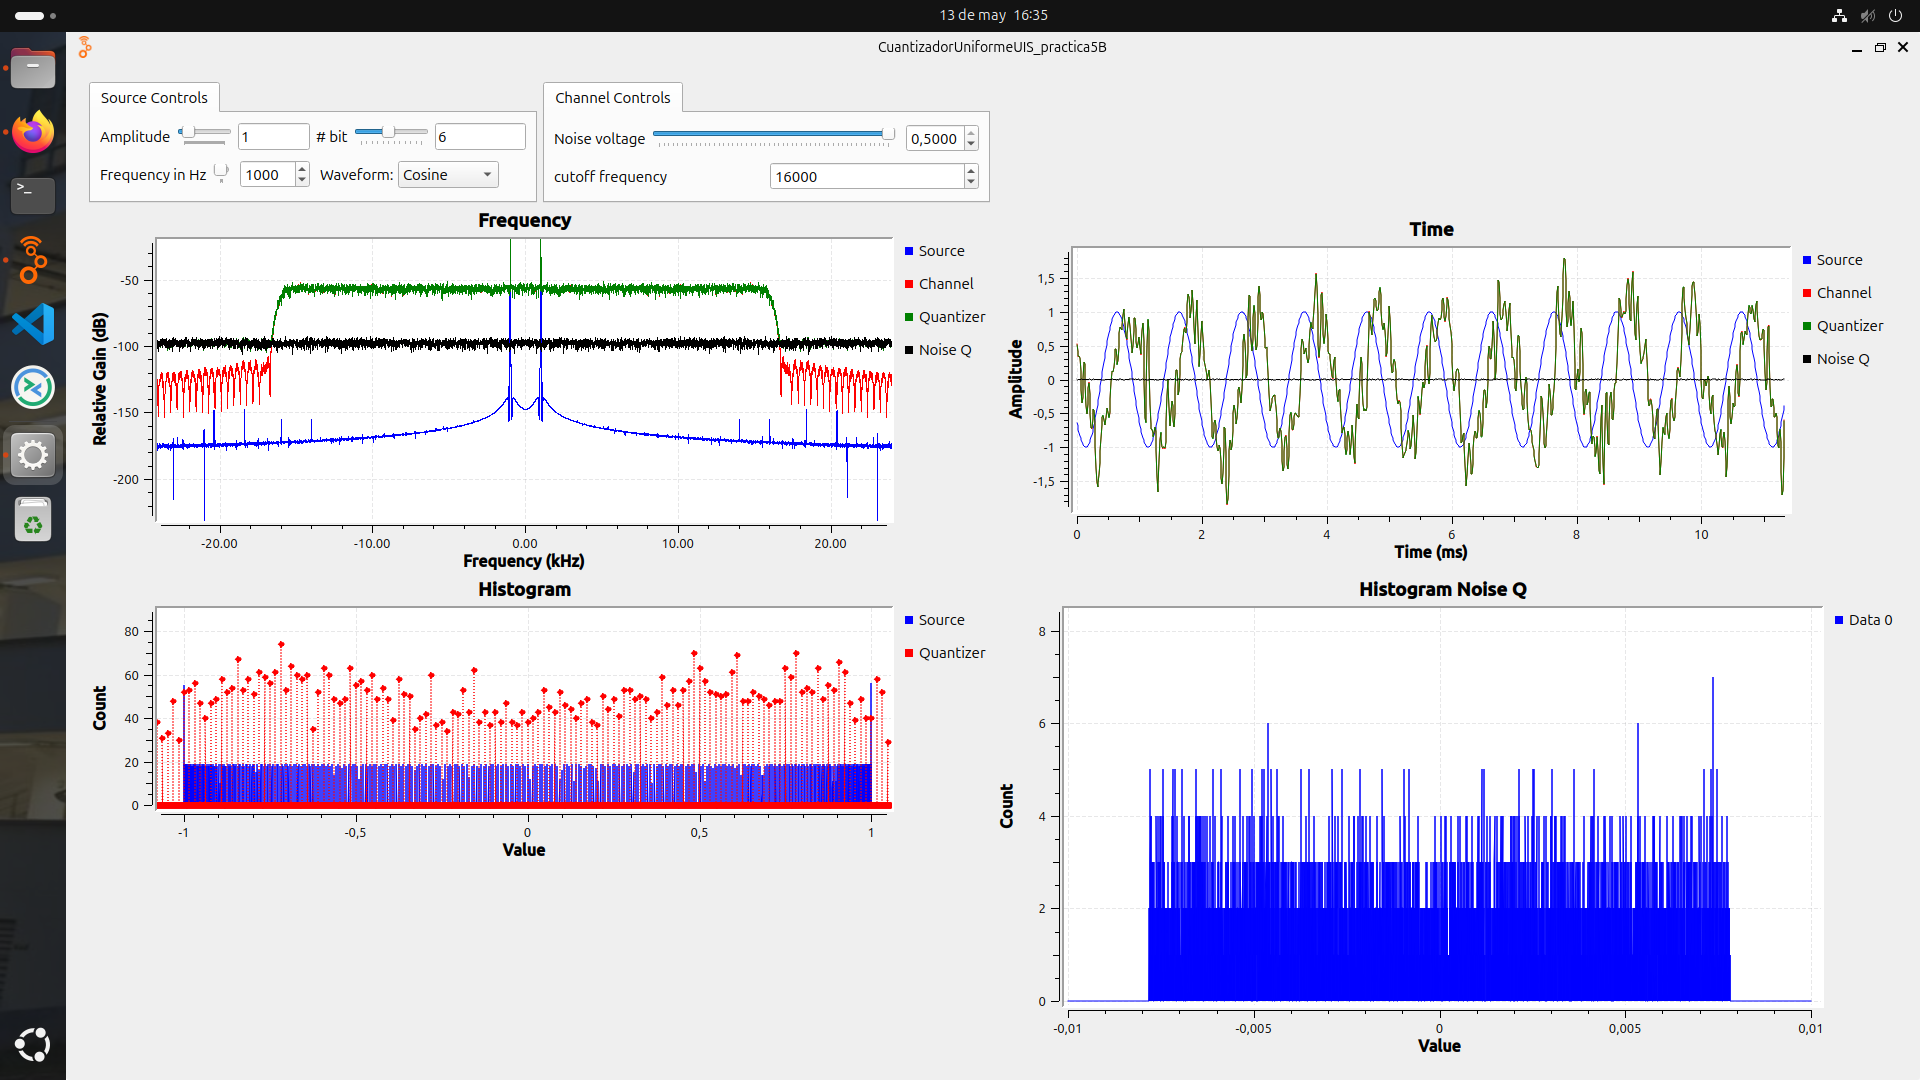 13 de may 16:35
CuantizadorUniformeUIS_practica5B
Source Controls
Channel Controls
Amplitude 1 # bit 6
Frequency in Hz 1000 Waveform: Cosine
Noise voltage 0,5000
cutoff frequency 16000
Frequency
Relative Gain (dB)
-50
-100
-150
-200
-20.00 -10.00 0.00 10.00 20.00
Frequency (kHz)
Source
Channel
Quantizer
Noise Q
Time
Amplitude
1,5
1
0,5
0
-0,5
-1
-1,5
0 2 4 6 8 10
Time (ms)
Source
Channel
Quantizer
Noise Q
Histogram
Count
80
60
40
20
0
-1 -0,5 0 0,5 1
Value
Source
Quantizer
Histogram Noise Q
Count
8
6
4
2
0
-0,01 -0,005 0 0,005 0,01
Value
Data 0